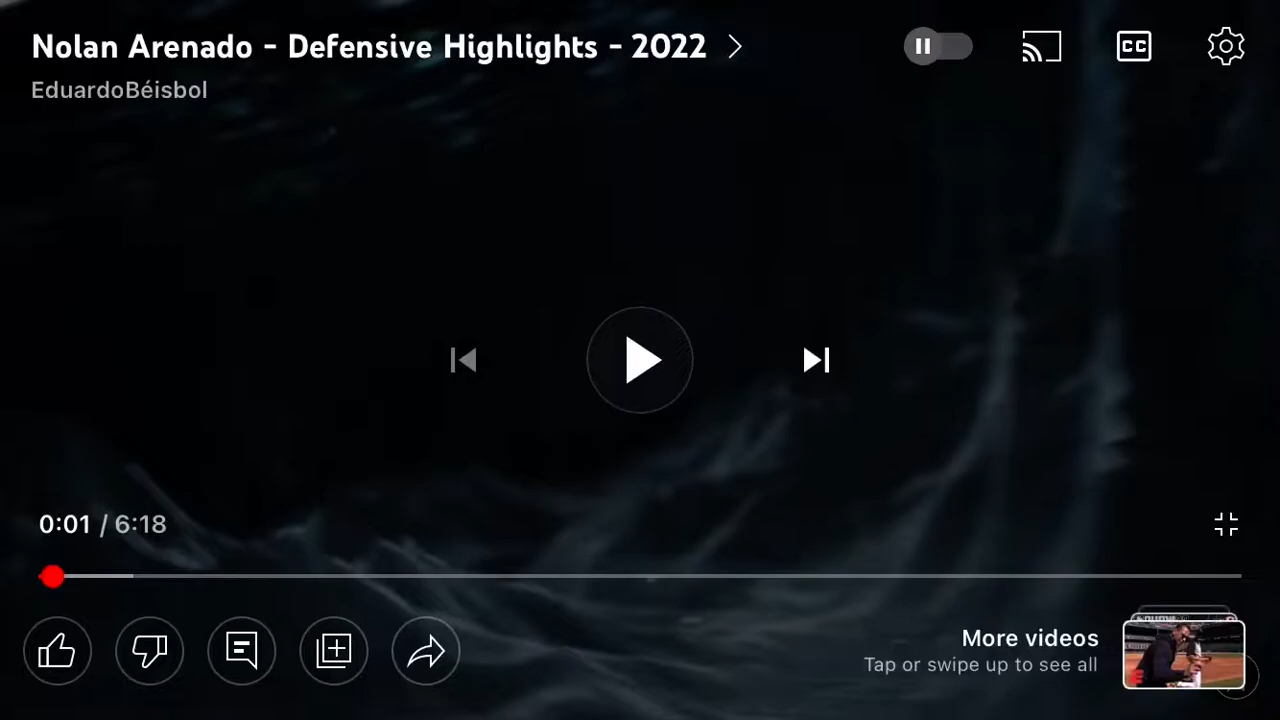 Nolan Arenado - Defensive Highlights - 2022
EduardoBéisbol
CC
0:01 / 6:18
More videos
Tap or swipe up to see all